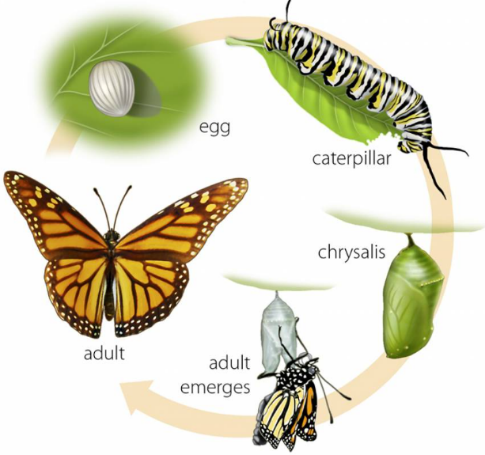 egg
caterpillar
chrysalis
adult
emerges
adult